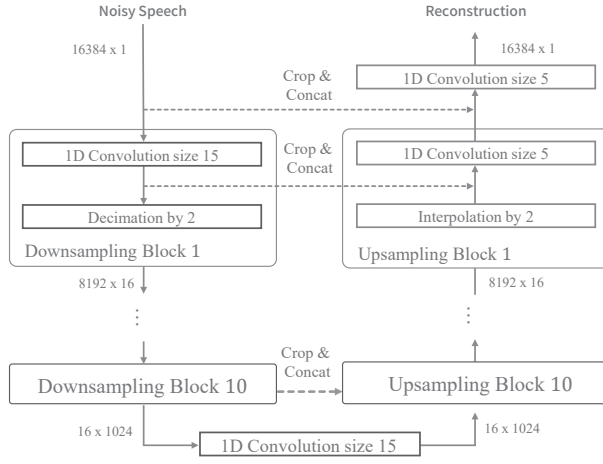 Noisy Speech
Reconstruction
16384 x 1
16384 x 1
Crop &
Concat
1D Convolution size 5
1D Convolution size 15
Crop &
Concat
1D Convolution size 5
Decimation by 2
Interpolation by 2
Downsampling Block 1
Upsampling Block 1
8192 x 16
8192 x 16
...
...
Crop &
Concat
Downsampling Block 10
Upsampling Block 10
16 x 1024
16 x 1024
1D Convolution size 15